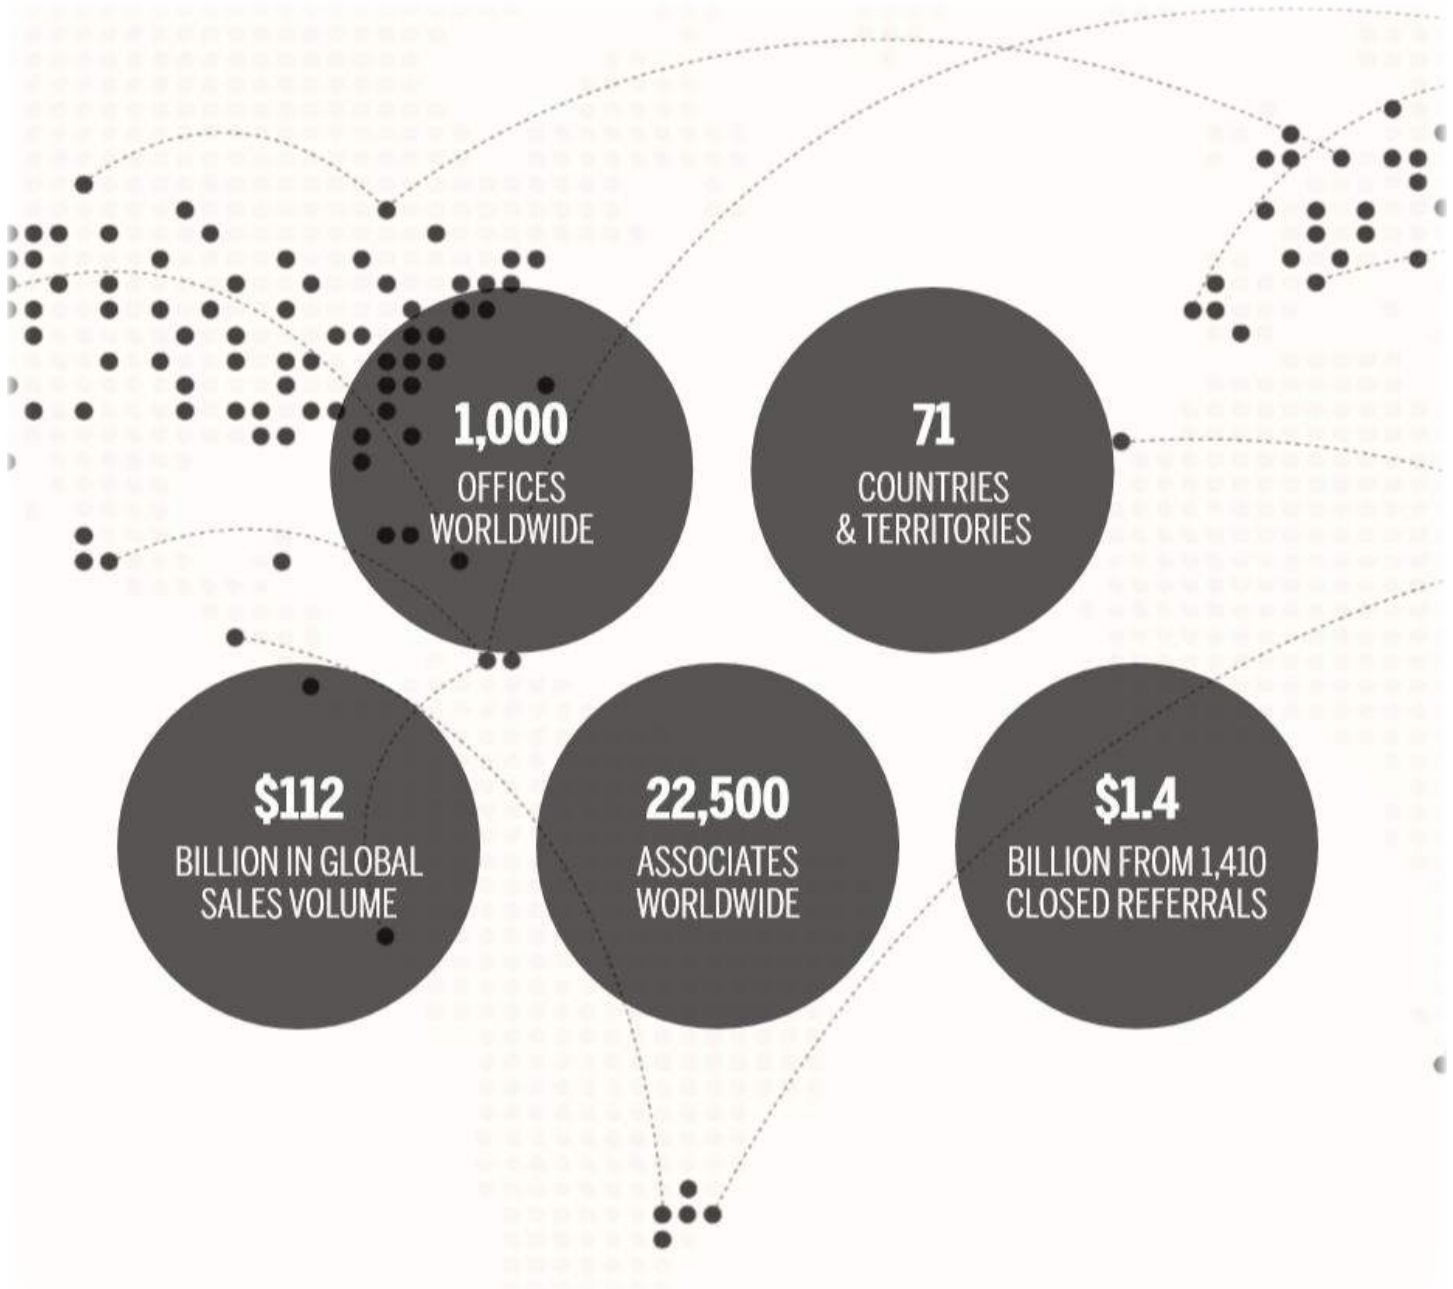 1,000
OFFICES
WORLDWIDE
71
COUNTRIES
& TERRITORIES
$112
BILLION IN GLOBAL
SALES VOLUME
22,500
ASSOCIATES
WORLDWIDE
$1.4
BILLION FROM 1,410
CLOSED REFERRALS